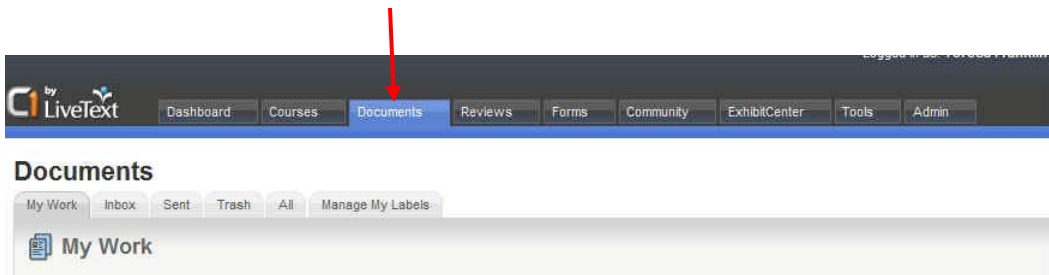 C1 by LiveText
Dashboard Courses Documents Reviews Forms Community ExhibitCenter Tools Admin
Documents
My Work Inbox Sent Trash All Manage My Labels
My Work